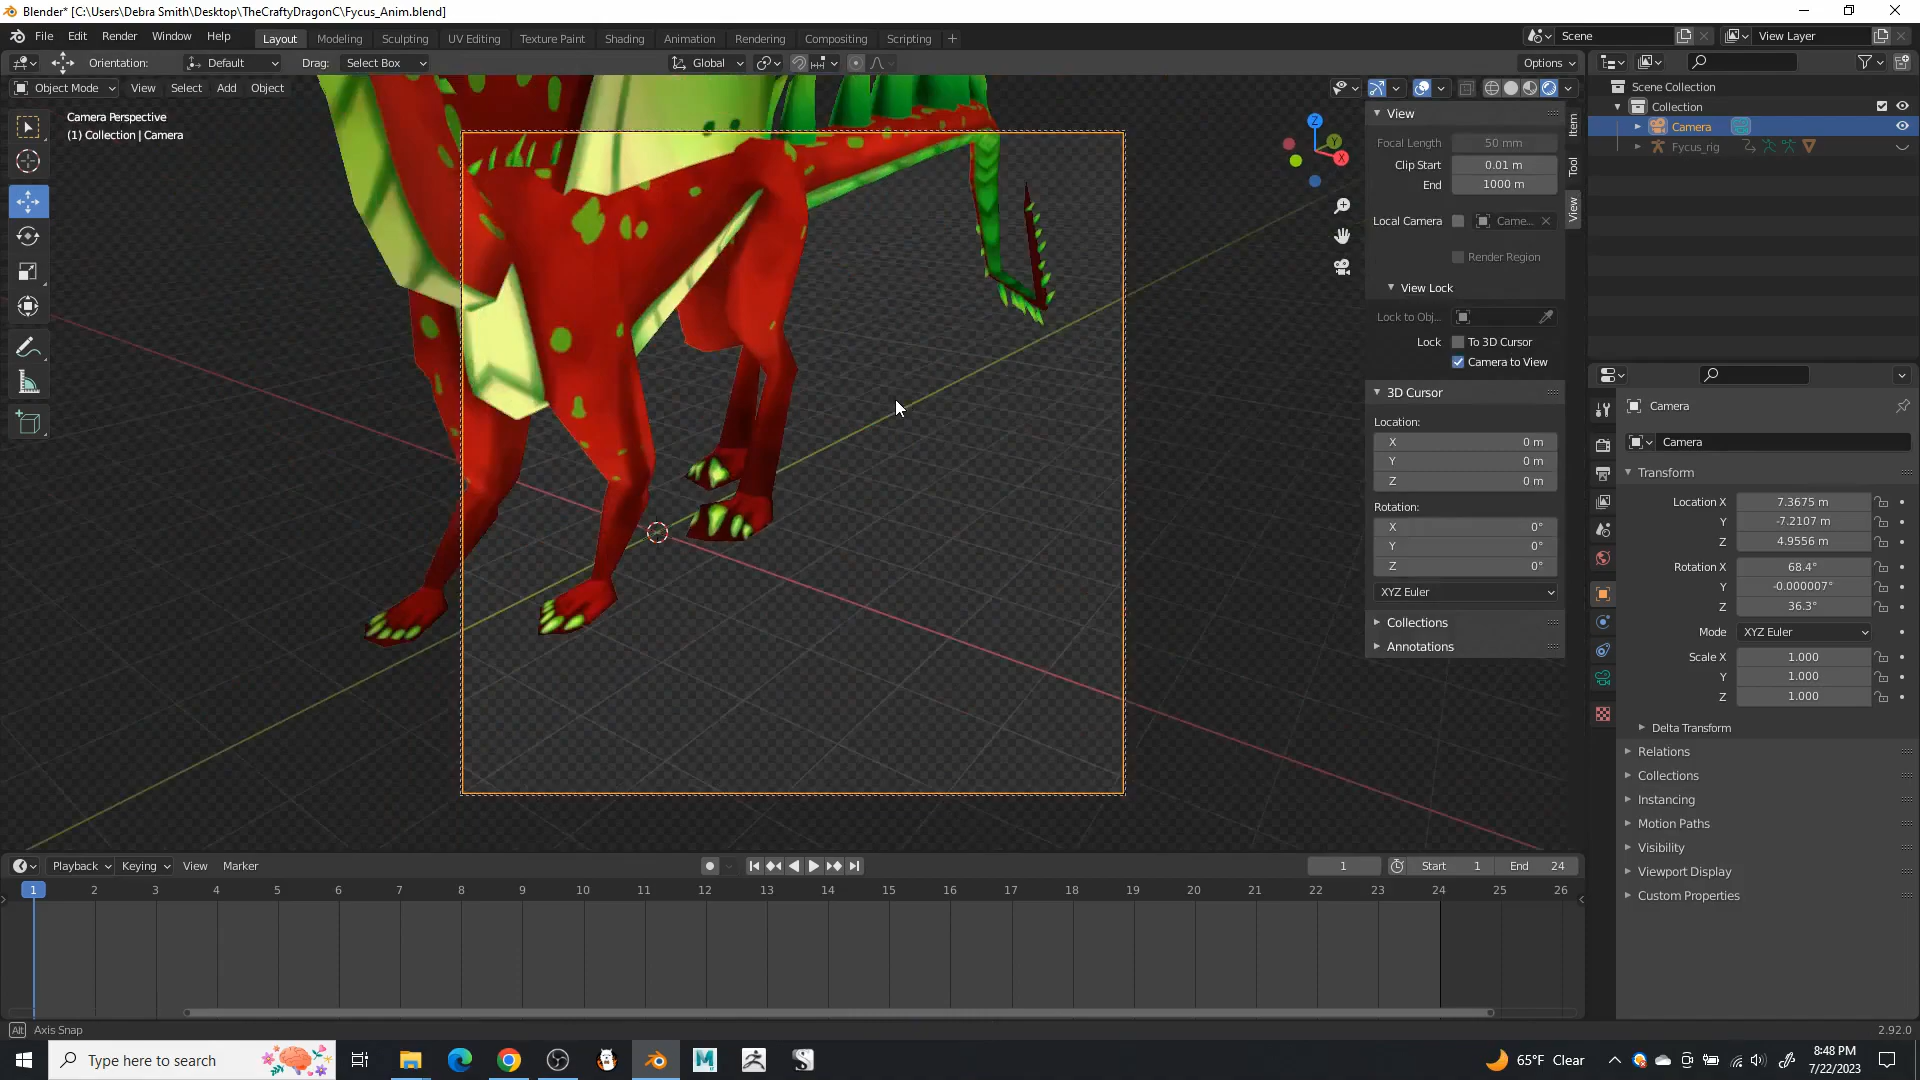 Blender* [C:\Users\Debra Smith\Desktop\TheCraftyDragonC\Fycus_Anim.blend]
File Edit Render Window Help
Layout Modeling Sculpting UV Editing Texture Paint Shading Animation Rendering Compositing Scripting +
Scene
View Layer
Orientation: Default Drag: Select Box
Global
Options
Object Mode View Select Add Object
Camera Perspective
(1) Collection | Camera
Z
Y
X
View
Focal Length 50 mm
Clip Start 0.01 m
End 1000 m
Local Camera Came...
Render Region
View Lock
Lock to Obj...
Lock To 3D Cursor
Camera to View
3D Cursor
Location:
X 0 m
Y 0 m
Z 0 m
Rotation:
X 0°
Y 0°
Z 0°
XYZ Euler
Collections
Annotations
Item
Tool
View
Scene Collection
Collection
Camera
Fycus_rig
Camera
Camera
Transform
Location X 7.3675 m
Y -7.2107 m
Z 4.9556 m
Rotation X 68.4°
Y -0.000007°
Z 36.3°
Mode XYZ Euler
Scale X 1.000
Y 1.000
Z 1.000
Delta Transform
Relations
Collections
Instancing
Motion Paths
Visibility
Viewport Display
Custom Properties
Playback Keying View Marker
1 Start 1 End 24
1 2 3 4 5 6 7 8 9 10 11 12 13 14 15 16 17 18 19 20 21 22 23 24 25 26
Alt Axis Snap
2.92.0
Type here to search
65°F Clear
8:48 PM
7/22/2023